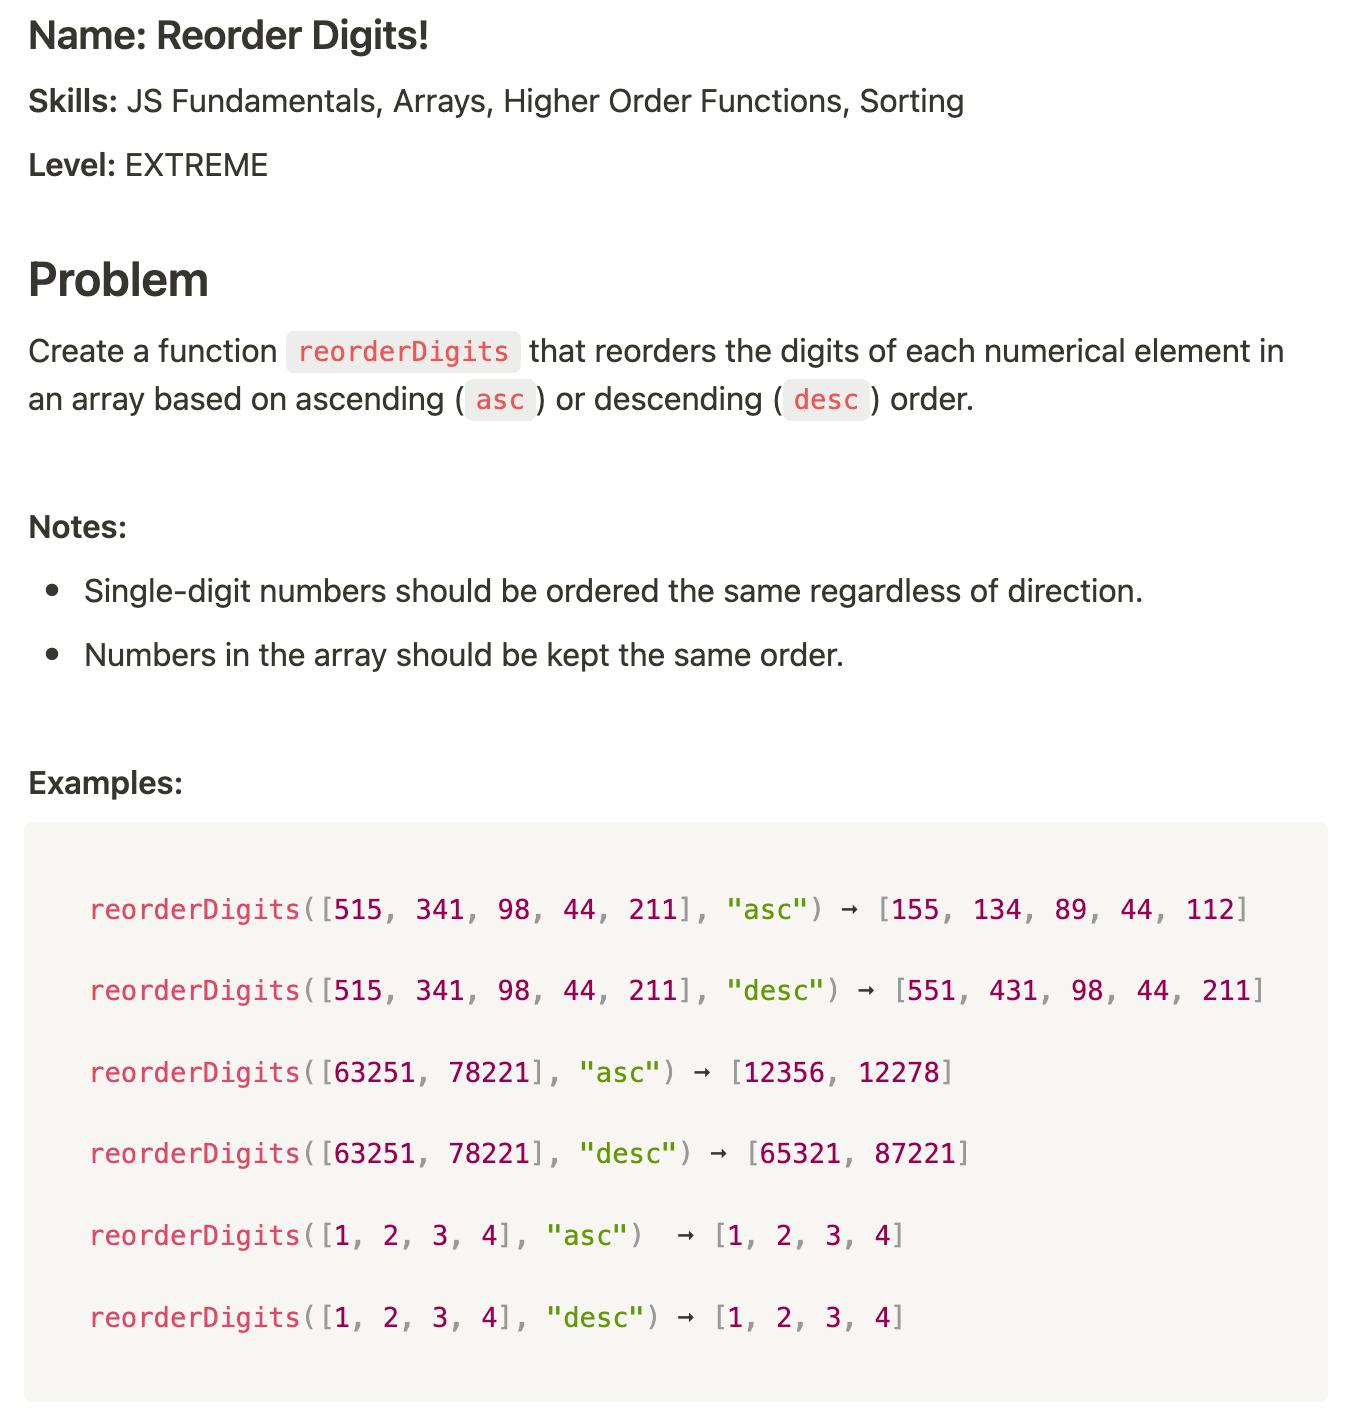 Name: Reorder Digits!
Skills: JS Fundamentals, Arrays, Higher Order Functions, Sorting
Level: EXTREME
Problem
Create a function reorderDigits that reorders the digits of each numerical element in
an array based on ascending (asc) or descending (desc) order.
Notes:
• Single-digit numbers should be ordered the same regardless of direction.
• Numbers in the array should be kept the same order.
Examples:
reorderDigits([515, 341, 98, 44, 211], "asc") → [155, 134, 89, 44, 112]
reorderDigits([515, 341, 98, 44, 211], "desc") → [551, 431, 98, 44, 211]
reorderDigits([63251, 78221], "asc") → [12356, 12278]
reorderDigits([63251, 78221], "desc") → [65321, 87221]
reorderDigits([1, 2, 3, 4], "asc")  → [1, 2, 3, 4]
reorderDigits([1, 2, 3, 4], "desc") → [1, 2, 3, 4]